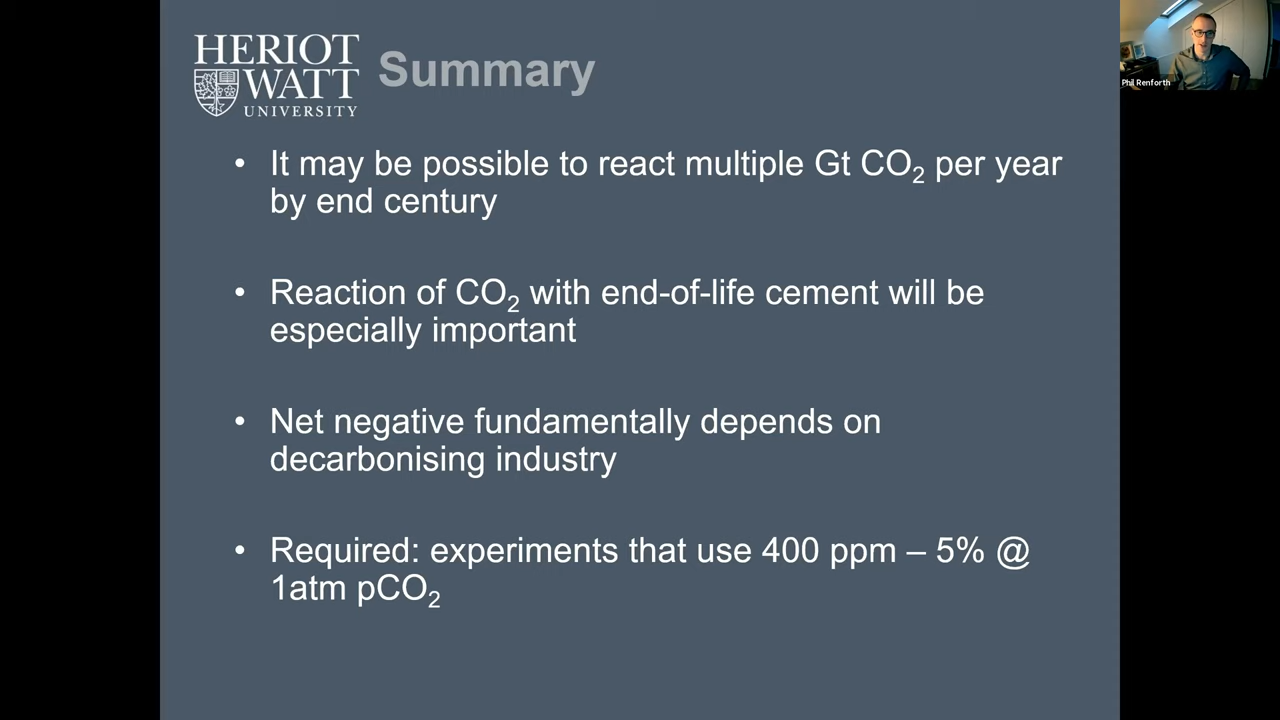 HERIOT
WATT
UNIVERSITY
Summary
• It may be possible to react multiple Gt CO₂ per year
by end century
• Reaction of CO₂ with end-of-life cement will be
especially important
• Net negative fundamentally depends on
decarbonising industry
• Required: experiments that use 400 ppm – 5% @
1atm pCO₂
Phil Renforth